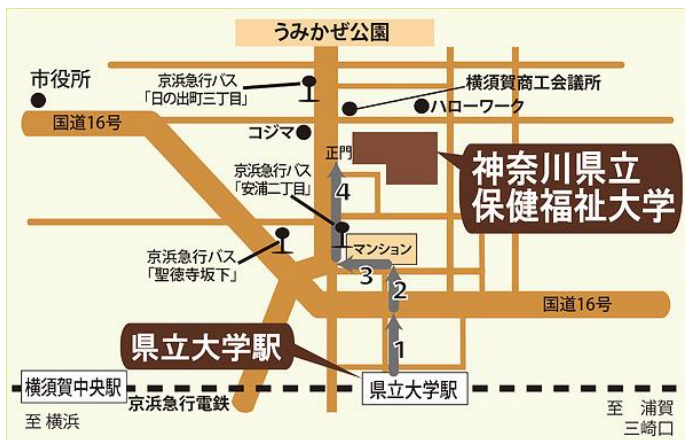 うみかぜ公園
市役所
京浜急行バス
「日の出町三丁目」
横須賀商工会議所
ハローワーク
国道16号
コジマ
正門
神奈川県立
保健福祉大学
京浜急行バス
「安浦二丁目」
4
京浜急行バス
「聖徳寺坂下」
マンション
3
2
国道16号
県立大学駅
1
横須賀中央駅
県立大学駅
京浜急行電鉄
至 横浜
至 浦賀
三崎口